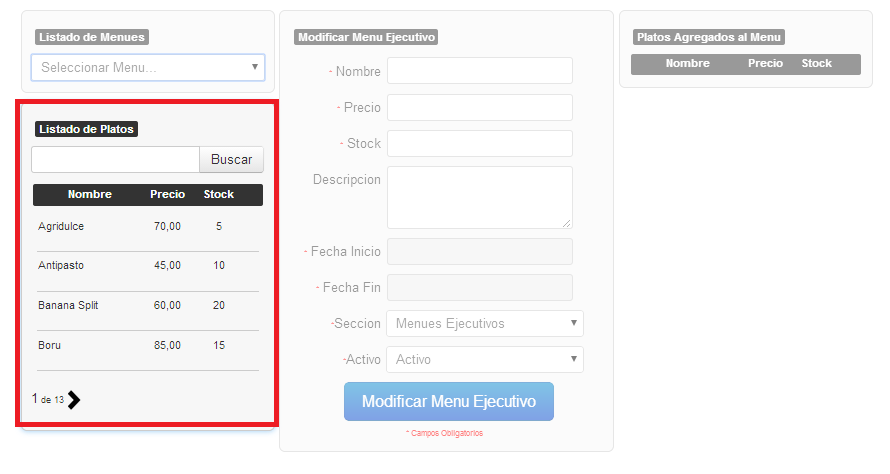 Listado de Menues
Seleccionar Menu...
Listado de Platos
Buscar
Nombre Precio Stock
Agridulce 70,00 5
Antipasto 45,00 10
Banana Split 60,00 20
Boru 85,00 15
1 de 13
Modificar Menu Ejecutivo
- Nombre
- Precio
- Stock
Descripcion
- Fecha Inicio
- Fecha Fin
-Seccion Menues Ejecutivos
-Activo Activo
Modificar Menu Ejecutivo
* Campos Obligatorios
Platos Agregados al Menu
Nombre Precio Stock